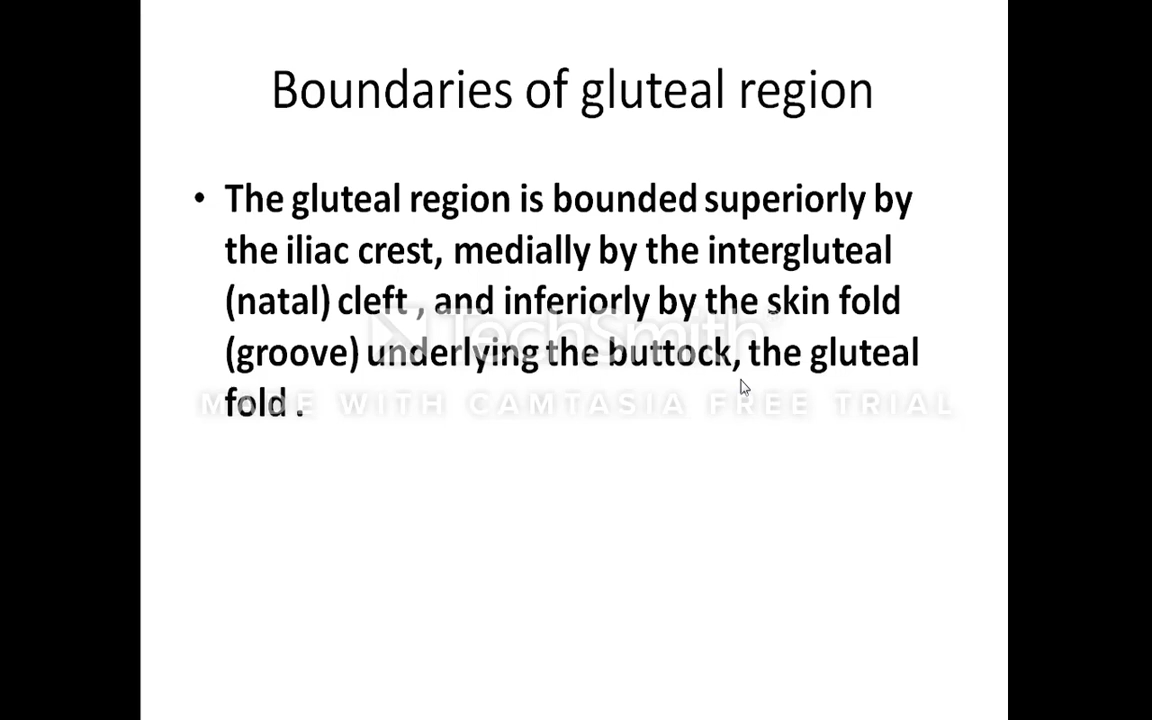 Boundaries of gluteal region
• The gluteal region is bounded superiorly by
the iliac crest, medially by the intergluteal
(natal) cleft , and inferiorly by the skin fold
TechSmith
(groove) underlying the buttock, the gluteal
fold .
MADE WITH CAMTASIA FREE TRIAL